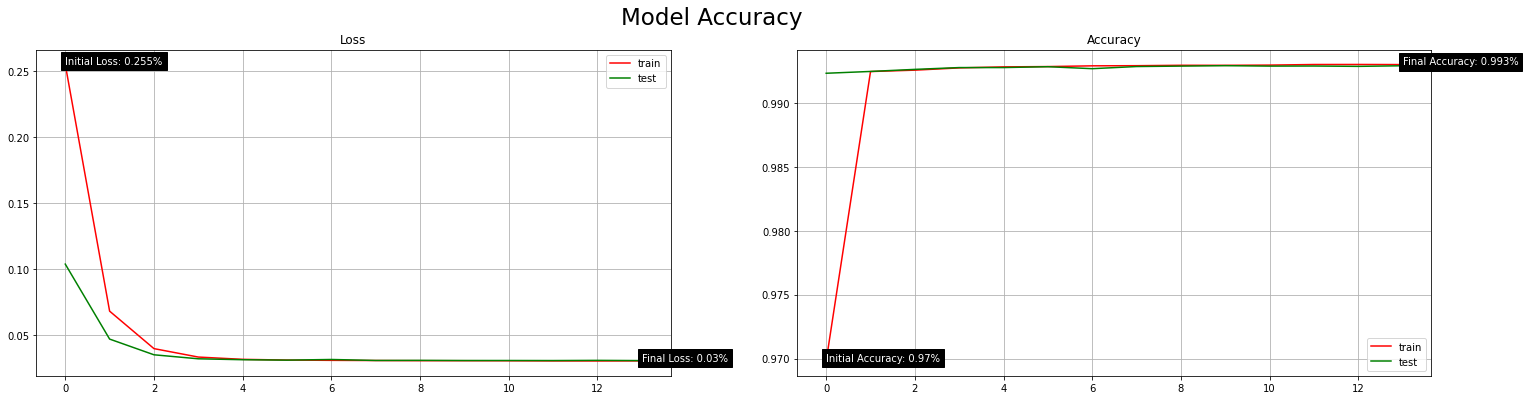 Model Accuracy
Loss
Initial Loss: 0.255%
train
test
0.25
0.20
0.15
0.10
0.05
Final Loss: 0.03%
0 2 4 6 8 10 12
Accuracy
Final Accuracy: 0.993%
0.990
0.985
0.980
0.975
0.970
Initial Accuracy: 0.97%
train
test
0 2 4 6 8 10 12